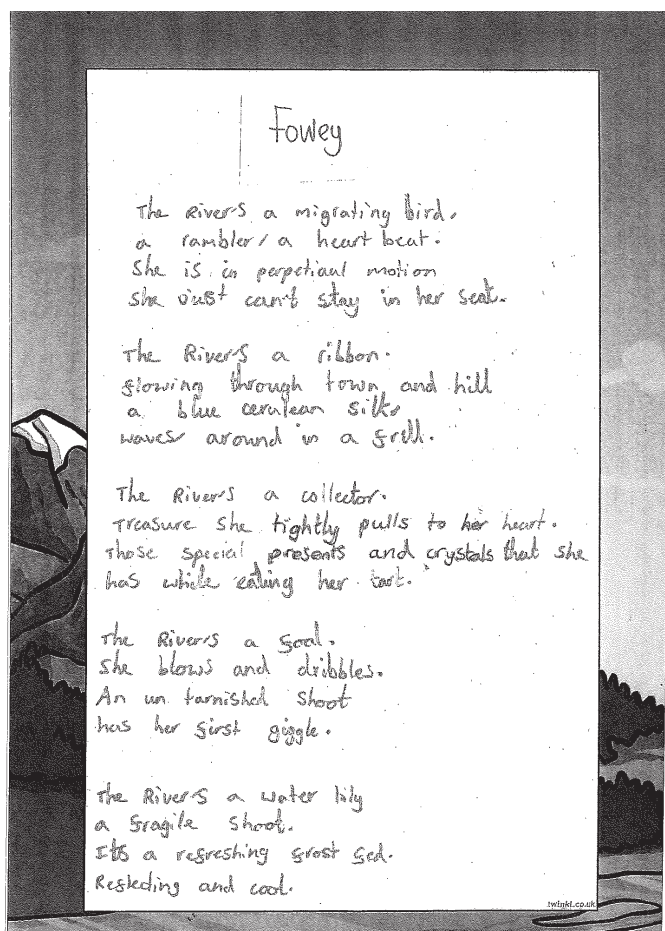 Fowey
The River's a migrating bird,
a rambler, a heart beat.
She is in perpetiaul motion
she just can't stay in her seat.
The River's a ribbon.
flowing through town and hill
a blue cerulean silk,
waves around in a frill.
The River's a collector.
Treasure she tightly pulls to her heart.
Those special presents and crystals that she
has while eating her tart.
The River's a foal.
She blows and dribbles.
An un tarnished shoot
has her first giggle.
The River's a water lily
a fragile shoot.
It's a refreshing frost fed.
Reflecting and cool.
twinkl.co.uk